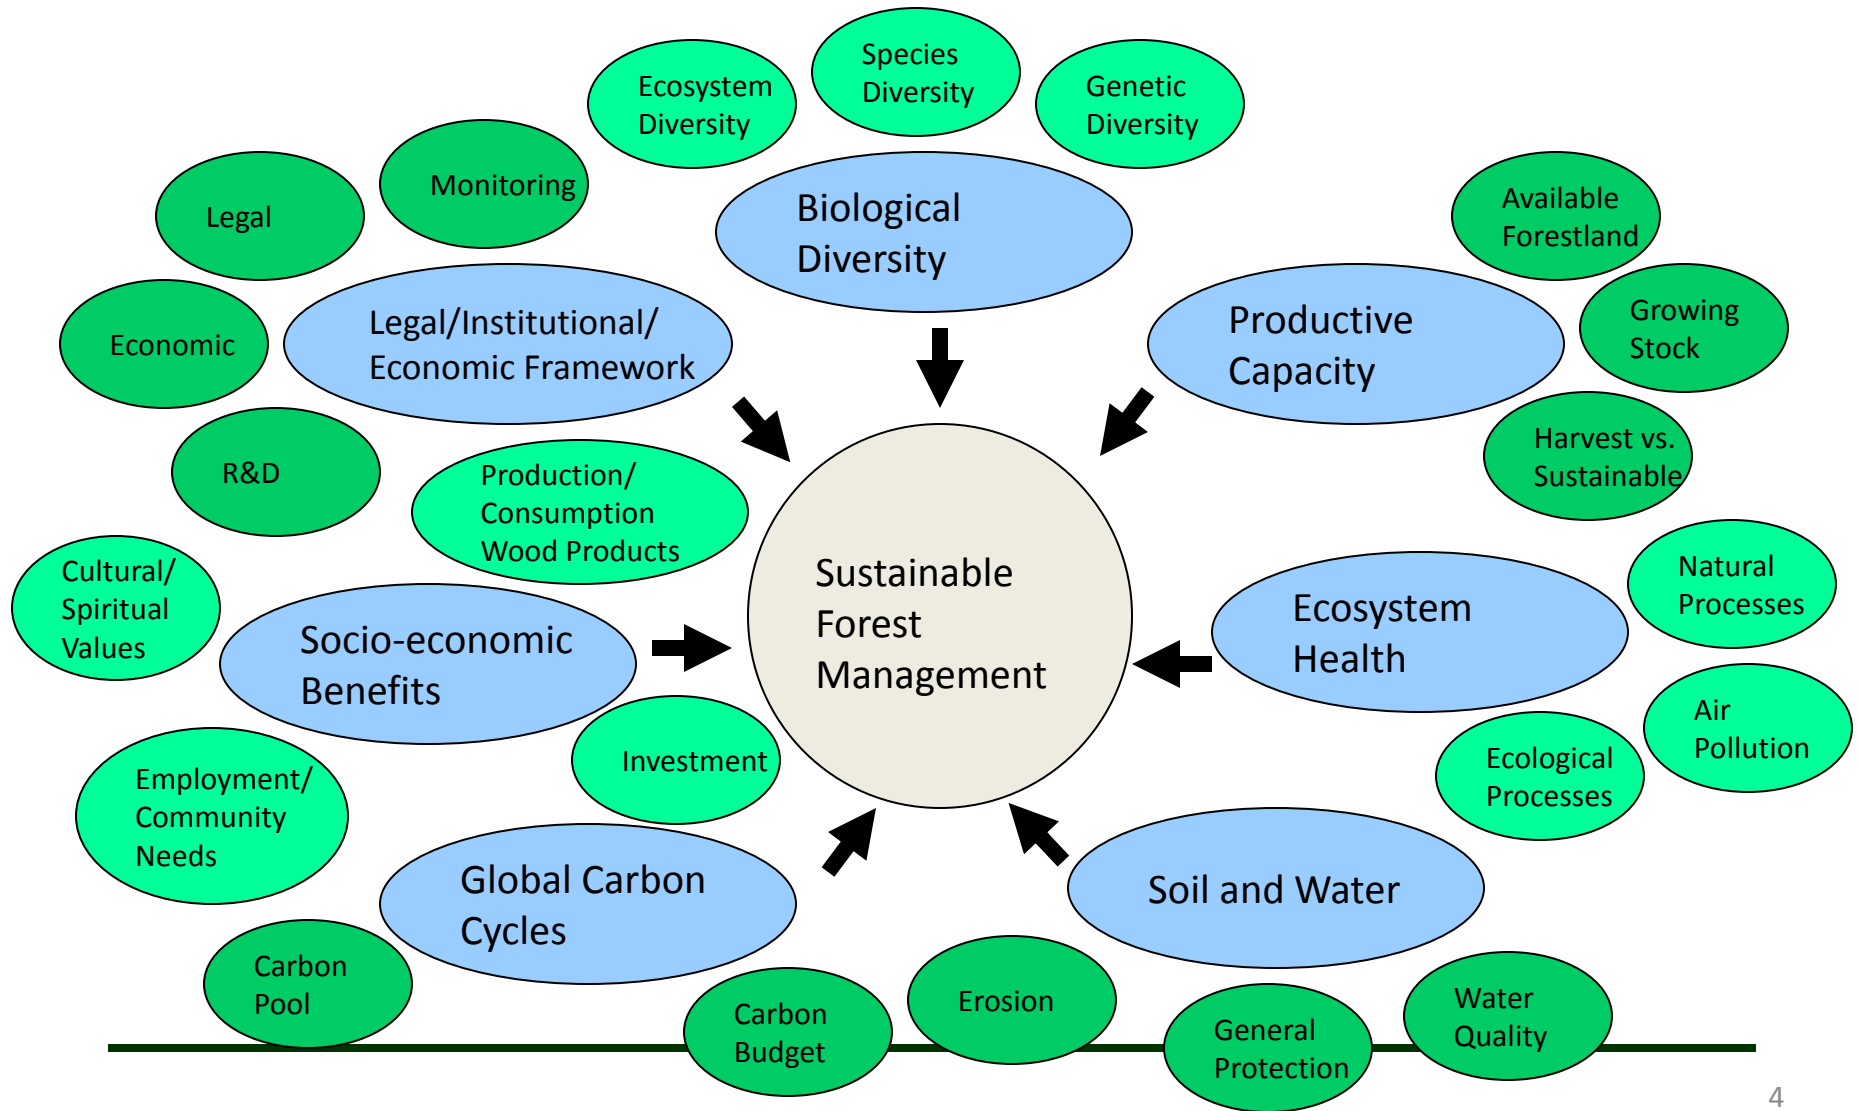 Ecosystem
Diversity
Species
Diversity
Genetic
Diversity
Monitoring
Legal
Economic
R&D
Legal/Institutional/
Economic Framework
Biological
Diversity
Productive
Capacity
Available
Forestland
Growing
Stock
Harvest vs.
Sustainable
Production/
Consumption
Wood Products
Cultural/
Spiritual
Values
Socio-economic
Benefits
Employment/
Community
Needs
Investment
Sustainable
Forest
Management
Ecosystem
Health
Natural
Processes
Air
Pollution
Ecological
Processes
Global Carbon
Cycles
Carbon
Pool
Carbon
Budget
Soil and Water
Erosion
General
Protection
Water
Quality
4